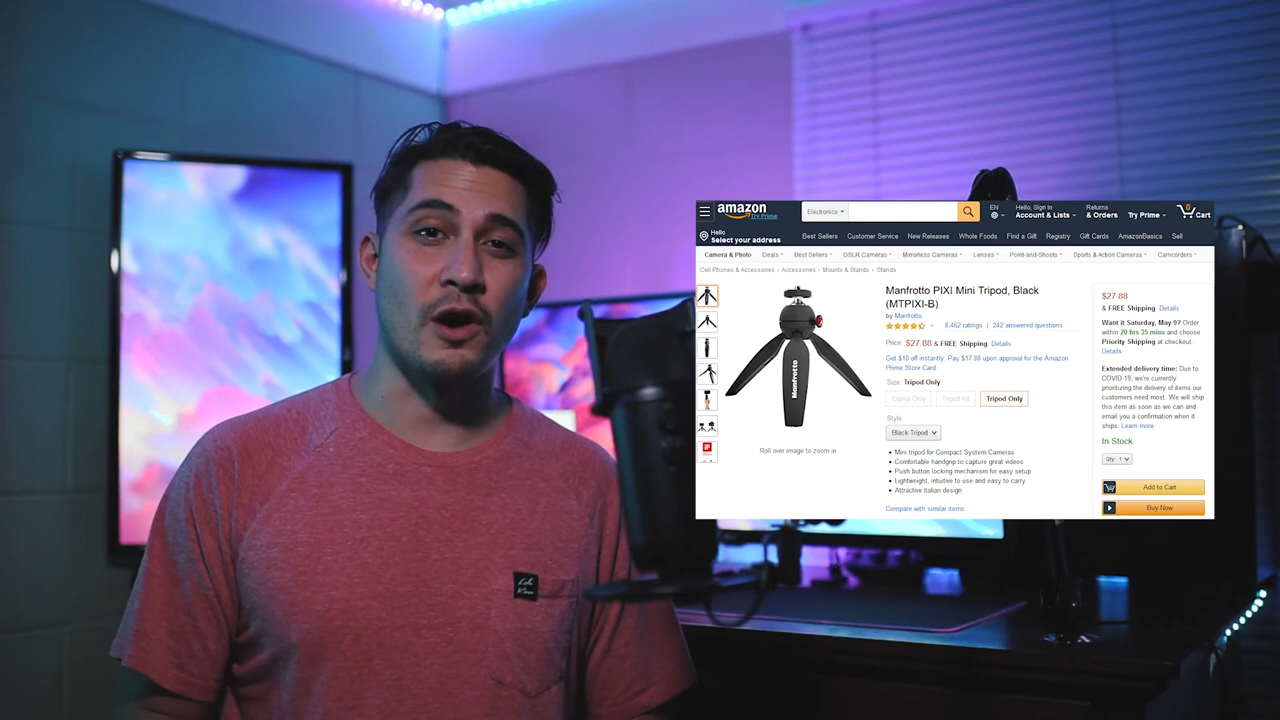 amazon
Try Prime
Electronics
EN
Hello, Sign in
Account & Lists
Returns
& Orders
Try Prime
0
Cart
Hello
Select your address
Best Sellers
Customer Service
New Releases
Whole Foods
Find a Gift
Registry
Gift Cards
AmazonBasics
Sell
Camera & Photo
Deals
Best Sellers
DSLR Cameras
Mirrorless Cameras
Lenses
Point-and-Shoots
Sports & Action Cameras
Camcorders
Cell Phones & Accessories › Accessories › Mounts & Stands › Stands
Manfrotto
Roll over image to zoom in
Manfrotto PIXI Mini Tripod, Black
(MTPIXI-B)
by Manfrotto
8,462 ratings | 242 answered questions
Price: $27.88 & FREE Shipping Details
Get $10 off instantly: Pay $17.88 upon approval for the Amazon
Prime Store Card.
Size: Tripod Only
Clamp Only
Tripod Kit
Tripod Only
Style:
Black Tripod
• Mini tripod for Compact System Cameras
• Comfortable handgrip to capture great videos
• Push button locking mechanism for easy setup
• Lightweight, intuitive to use and easy to carry
• Attractive Italian design
Compare with similar items
$27.88
& FREE Shipping. Details
Want it Saturday, May 9? Order
within 20 hrs 35 mins and choose
Priority Shipping at checkout.
Details
Extended delivery time: Due to
COVID-19, we're currently
prioritizing the delivery of items our
customers need most. We will ship
this item as soon as we can and
email you a confirmation when it
ships. Learn more
In Stock.
Qty: 1
Add to Cart
Buy Now